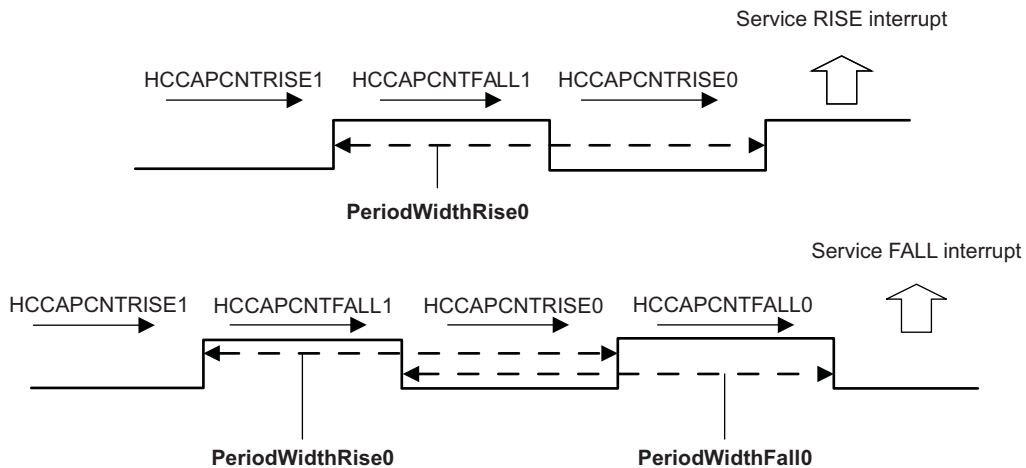 Service RISE interrupt
HCCAPCNTRISE1 HCCAPCNTFALL1 HCCAPCNTRISE0
PeriodWidthRise0
Service FALL interrupt
HCCAPCNTRISE1 HCCAPCNTFALL1 HCCAPCNTRISE0 HCCAPCNTFALL0
PeriodWidthRise0 PeriodWidthFall0